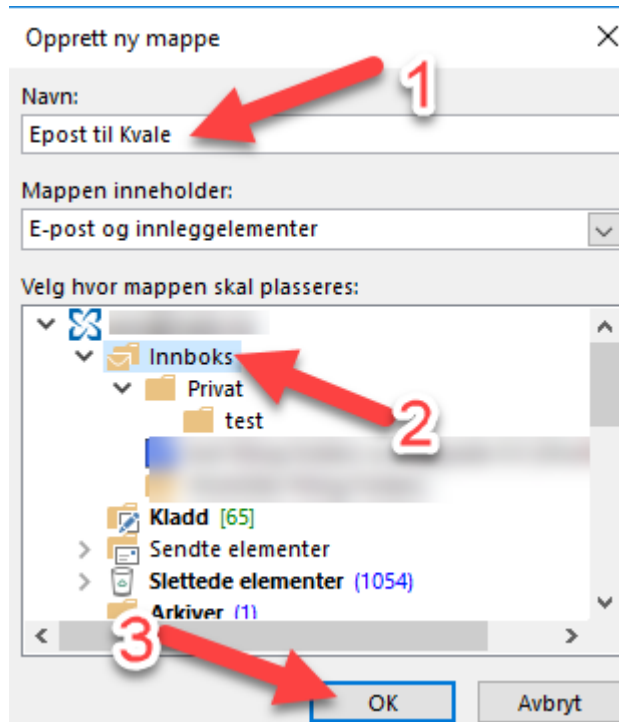 Opprett ny mappe
1
Navn:
Epost til Kvale
Mappen inneholder:
E-post og innleggelementer
Velg hvor mappen skal plasseres:
Innboks
Privat
2
test
Kladd [65]
Sendte elementer
Slettede elementer (1054)
Arkiver (1)
3
OK
Avbryt